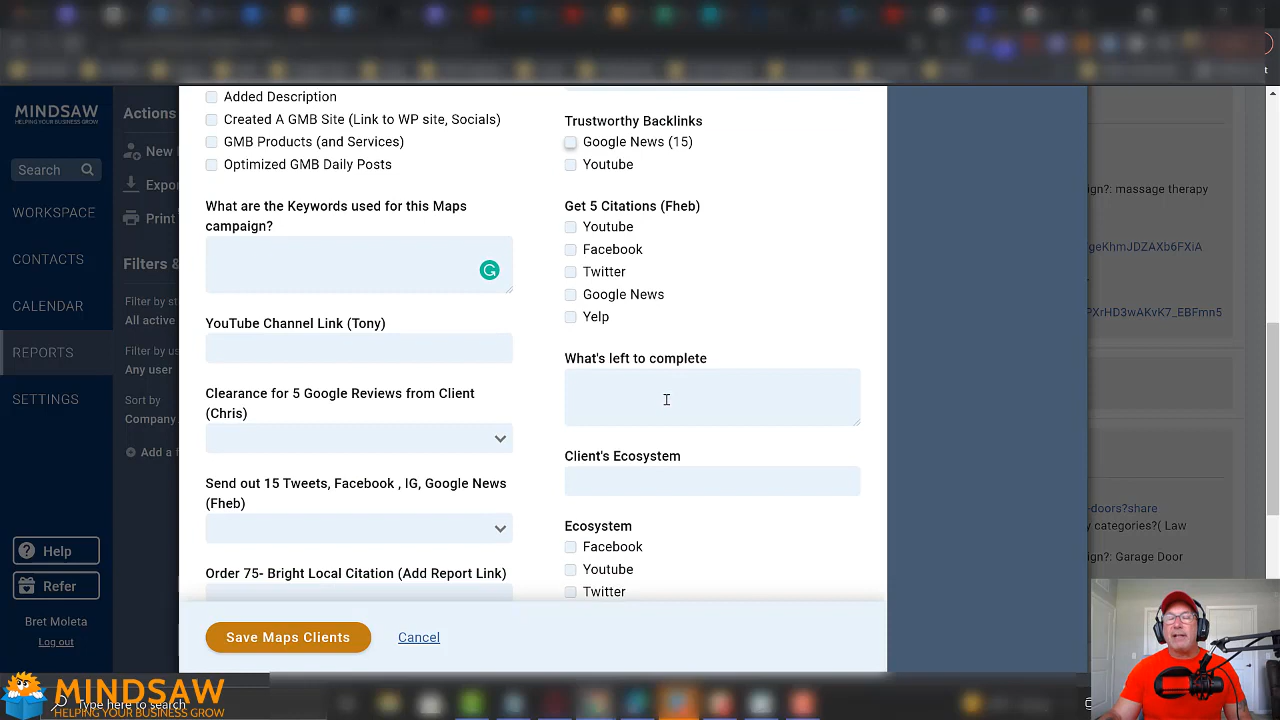 MINDSAW
HELPING YOUR BUSINESS GROW
Search
WORKSPACE
CONTACTS
CALENDAR
REPORTS
SETTINGS
Help
Refer
Bret Moleta
Log out
Actions
New
Expor
Print
Filters &
Filter by st
All active
Filter by us
Any user
Sort by
Company
Add a f
Added Description
Created A GMB Site (Link to WP site, Socials)
GMB Products (and Services)
Optimized GMB Daily Posts
What are the Keywords used for this Maps
campaign?
YouTube Channel Link (Tony)
Clearance for 5 Google Reviews from Client
(Chris)
Send out 15 Tweets, Facebook , IG, Google News
(Fheb)
Order 75- Bright Local Citation (Add Report Link)
Trustworthy Backlinks
Google News (15)
Youtube
Get 5 Citations (Fheb)
Youtube
Facebook
Twitter
Google News
Yelp
What's left to complete
Client's Ecosystem
Ecosystem
Facebook
Youtube
Twitter
Save Maps Clients
Cancel
ign?: massage therapy
/geKhmJDZAXb6FXiA
PXrHD3wAKvK7_EBFmn5
-doors?share
y categories?( Law
ign?: Garage Door
MINDSAW
HELPING YOUR BUSINESS GROW
Type here to search